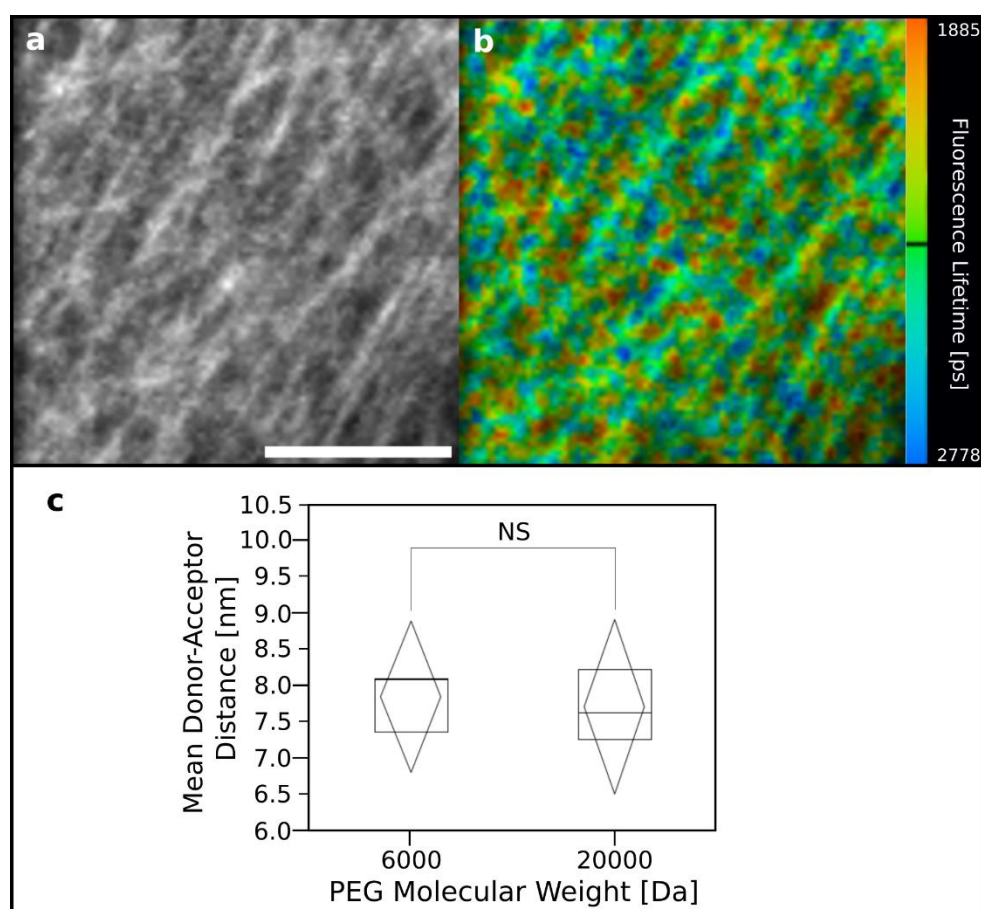 a
b
1885
Fluorescence Lifetime [ps]
2778
c
Mean Donor-Acceptor
Distance [nm]
10.5
10.0
9.5
9.0
8.5
8.0
7.5
7.0
6.5
6.0
NS
6000
20000
PEG Molecular Weight [Da]